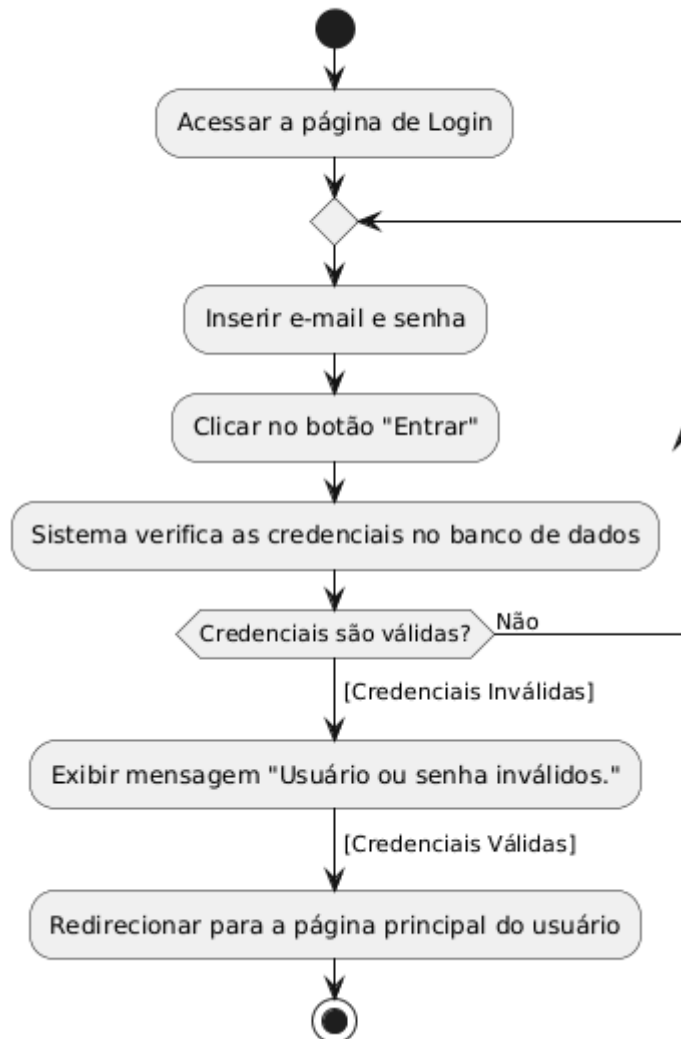 Acessar a página de Login
Inserir e-mail e senha
Clicar no botão "Entrar"
Sistema verifica as credenciais no banco de dados
Credenciais são válidas?
Não
[Credenciais Inválidas]
Exibir mensagem "Usuário ou senha inválidos."
[Credenciais Válidas]
Redirecionar para a página principal do usuário